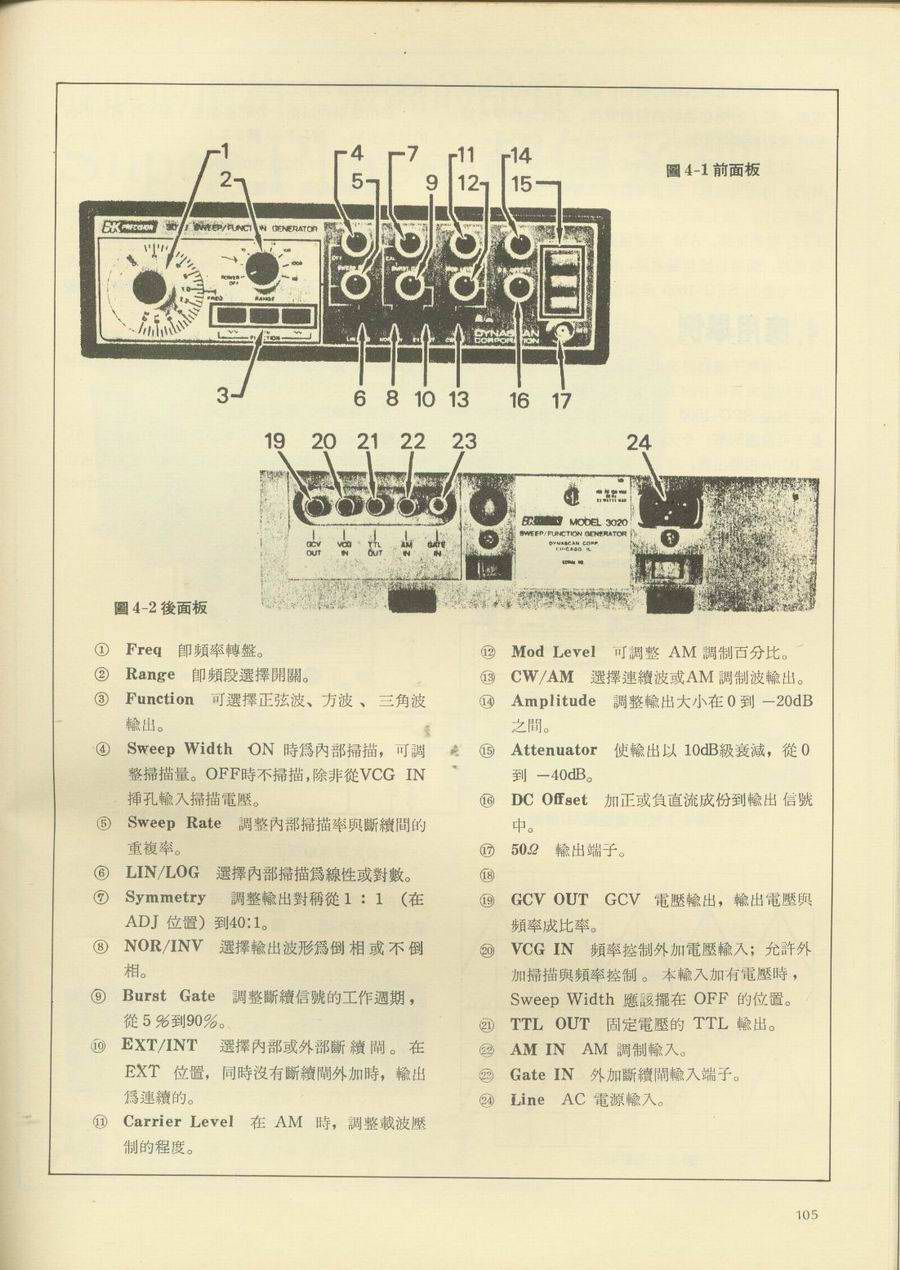 圖4-1前面板
1
2
3
4
5
7
9
11
12
14
15
6 8 10 13 16 17
BK PRECISION 3020 SWEEP/FUNCTION GENERATOR
POWER OFF
RANGE
FREQ
FUNCTION
DYNASCAN
CORPORATION
19 20 21 22 23 24
GCV OUT
VCG IN
TTL OUT
AM IN
GATE IN
MODEL 3020
SWEEP/FUNCTION GENERATOR
DYNASCAN CORP.
CHICAGO, IL
圖4-2後面板
① Freq 即頻率轉盤。
② Range 即頻段選擇開關。
③ Function 可選擇正弦波、方波、三角波
輸出。
④ Sweep Width ON 時爲內部掃描,可調
整掃描量。OFF時不掃描,除非從VCG IN
揷孔輸入掃描電壓。
⑤ Sweep Rate 調整內部掃描率與斷續間的
重複率。
⑥ LIN/LOG 選擇內部掃描爲線性或對數。
⑦ Symmetry 調整輸出對稱從1:1 (在
ADJ 位置)到40:1。
⑧ NOR/INV 選擇輸出波形爲倒相或不倒
相。
⑨ Burst Gate 調整斷續信號的工作週期,
從5%到90%。
⑩ EXT/INT 選擇內部或外部斷續閘。在
EXT 位置,同時沒有斷續閘外加時,輸出
爲連續的。
⑪ Carrier Level 在 AM 時,調整載波壓
制的程度。
⑫ Mod Level 可調整 AM 調制百分比。
⑬ CW/AM 選擇連續波或AM 調制波輸出。
⑭ Amplitude 調整輸出大小在0到 −20dB
之間。
⑮ Attenuator 使輸出以 10dB級衰減,從0
到 −40dB。
⑯ DC Offset 加正或負直流成份到輸出信號
中。
⑰ 50Ω 輸出端子。
⑱
⑲ GCV OUT GCV 電壓輸出,輸出電壓與
頻率成比率。
⑳ VCG IN 頻率控制外加電壓輸入;允許外
加掃描與頻率控制。本輸入加有電壓時,
Sweep Width 應該擺在 OFF 的位置。
㉑ TTL OUT 固定電壓的 TTL 輸出。
㉒ AM IN AM 調制輸入。
㉓ Gate IN 外加斷續閘輸入端子。
㉔ Line AC 電源輸入。
105